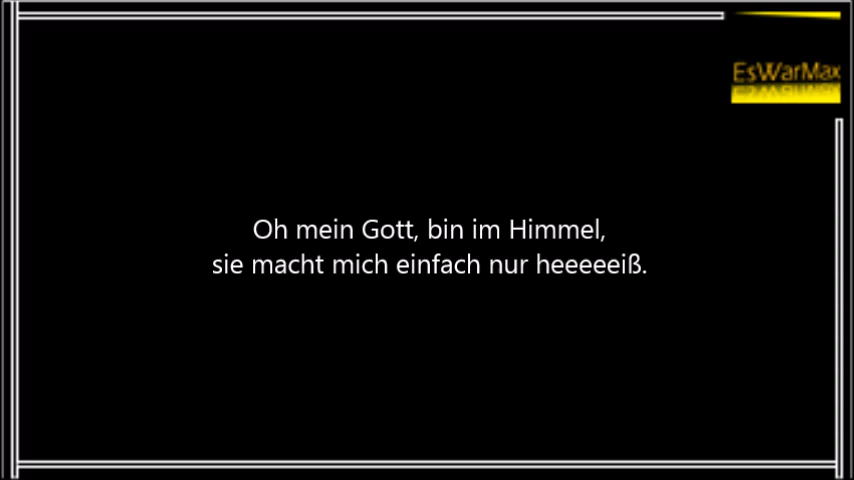 EsWarMax
Oh mein Gott, bin im Himmel,
sie macht mich einfach nur heeeeeiß.